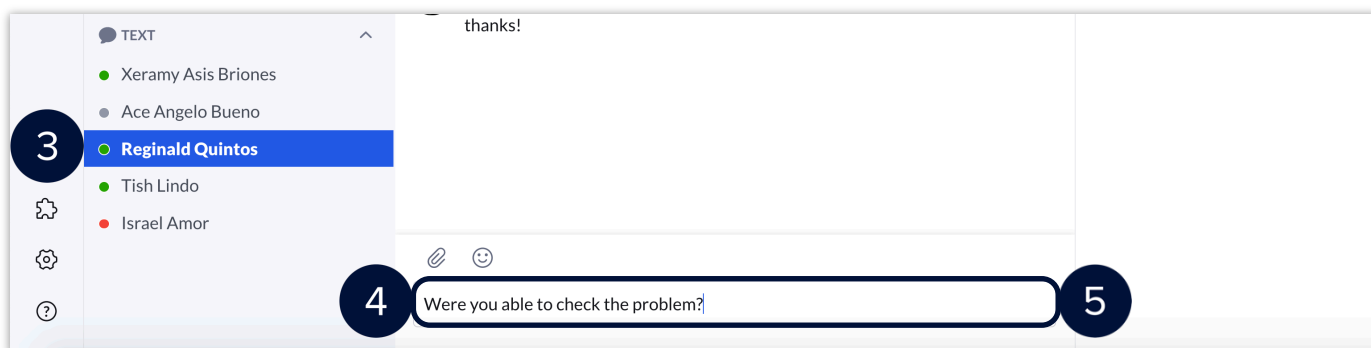 thanks!
TEXT
Xeramy Asis Briones
Ace Angelo Bueno
3
Reginald Quintos
Tish Lindo
Israel Amor
4
Were you able to check the problem?
5
?